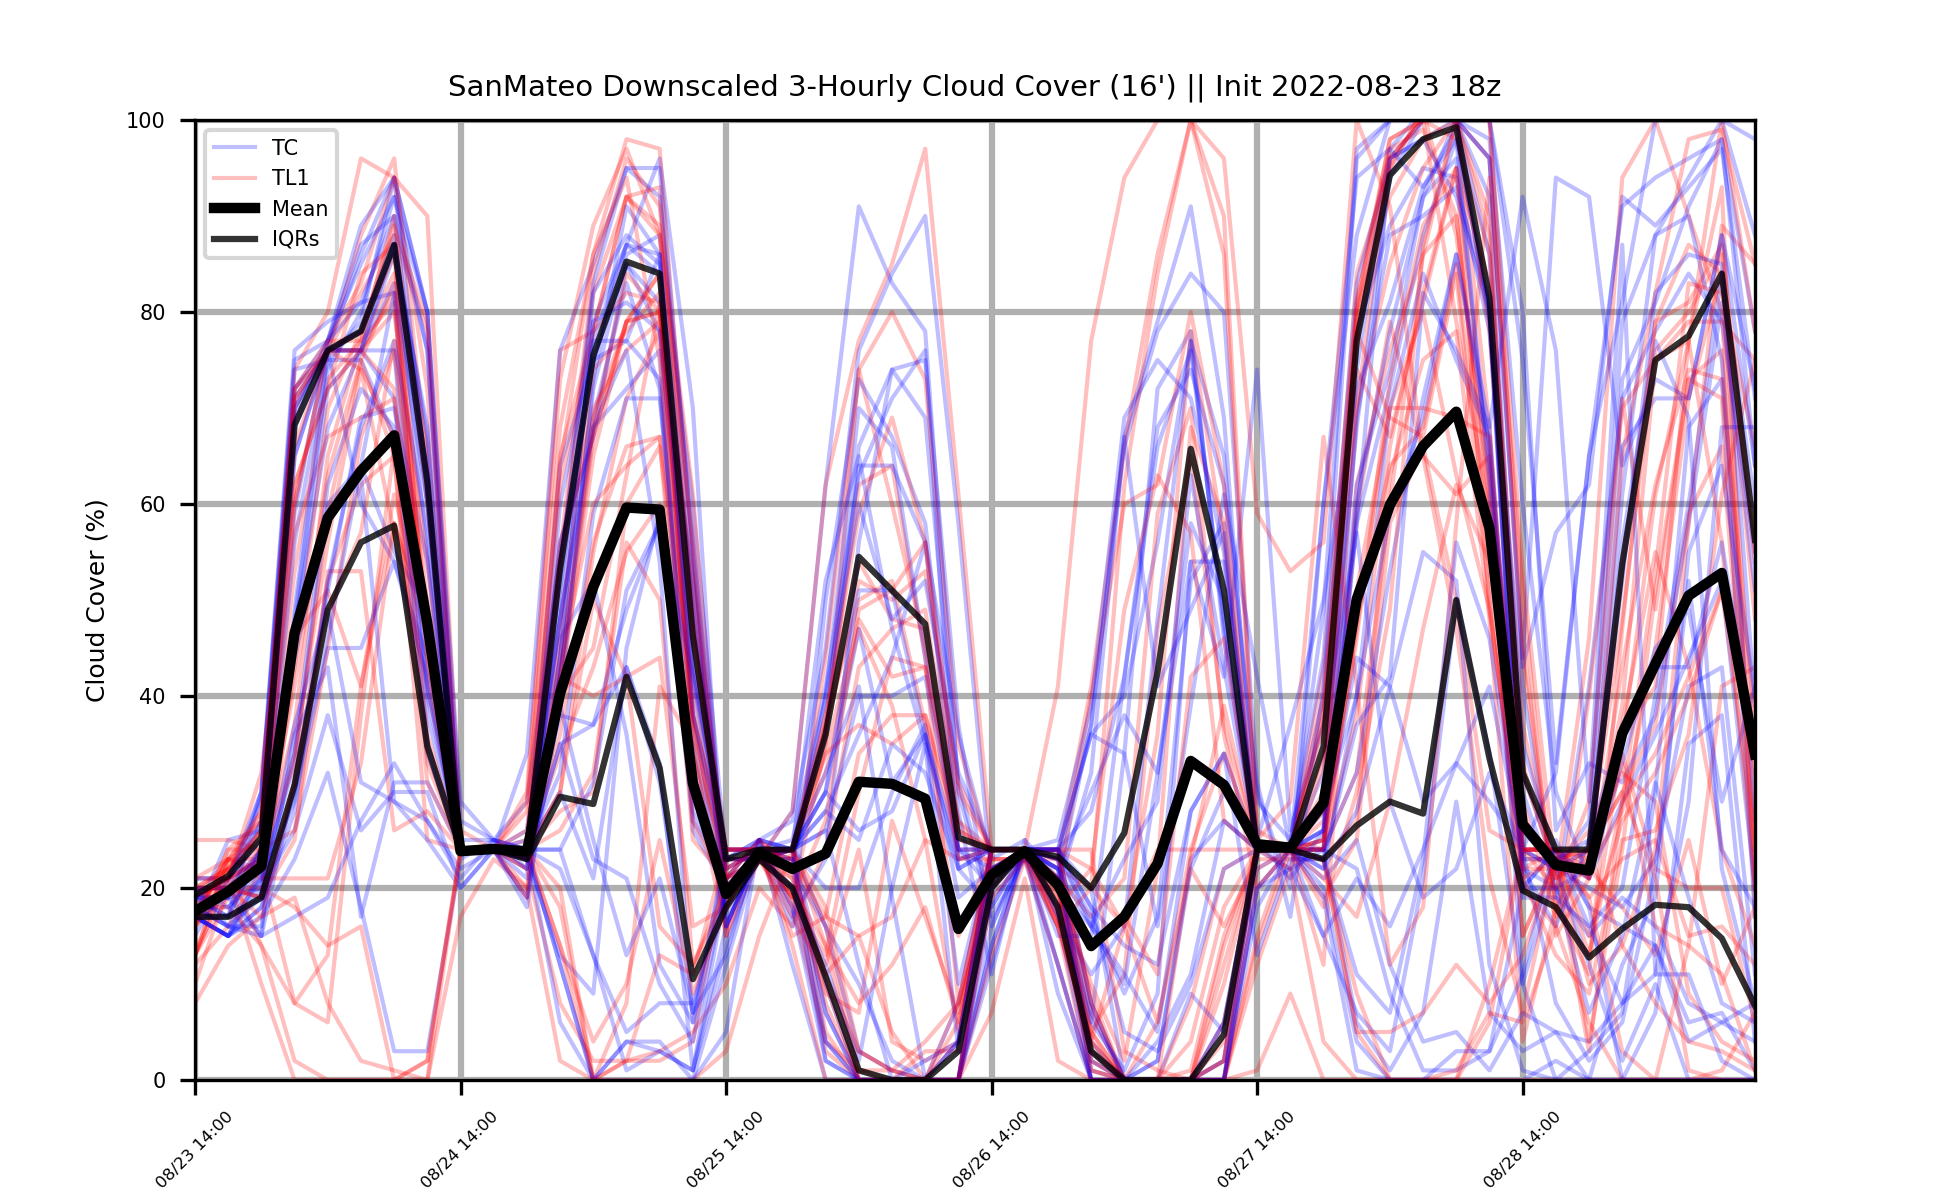 SanMateo Downscaled 3-Hourly Cloud Cover (16') || Init 2022-08-23 18z
100
80
60
40
20
0
Cloud Cover (%)
TC
TL1
Mean
IQRs
08/23 14:00
08/24 14:00
08/25 14:00
08/26 14:00
08/27 14:00
08/28 14:00